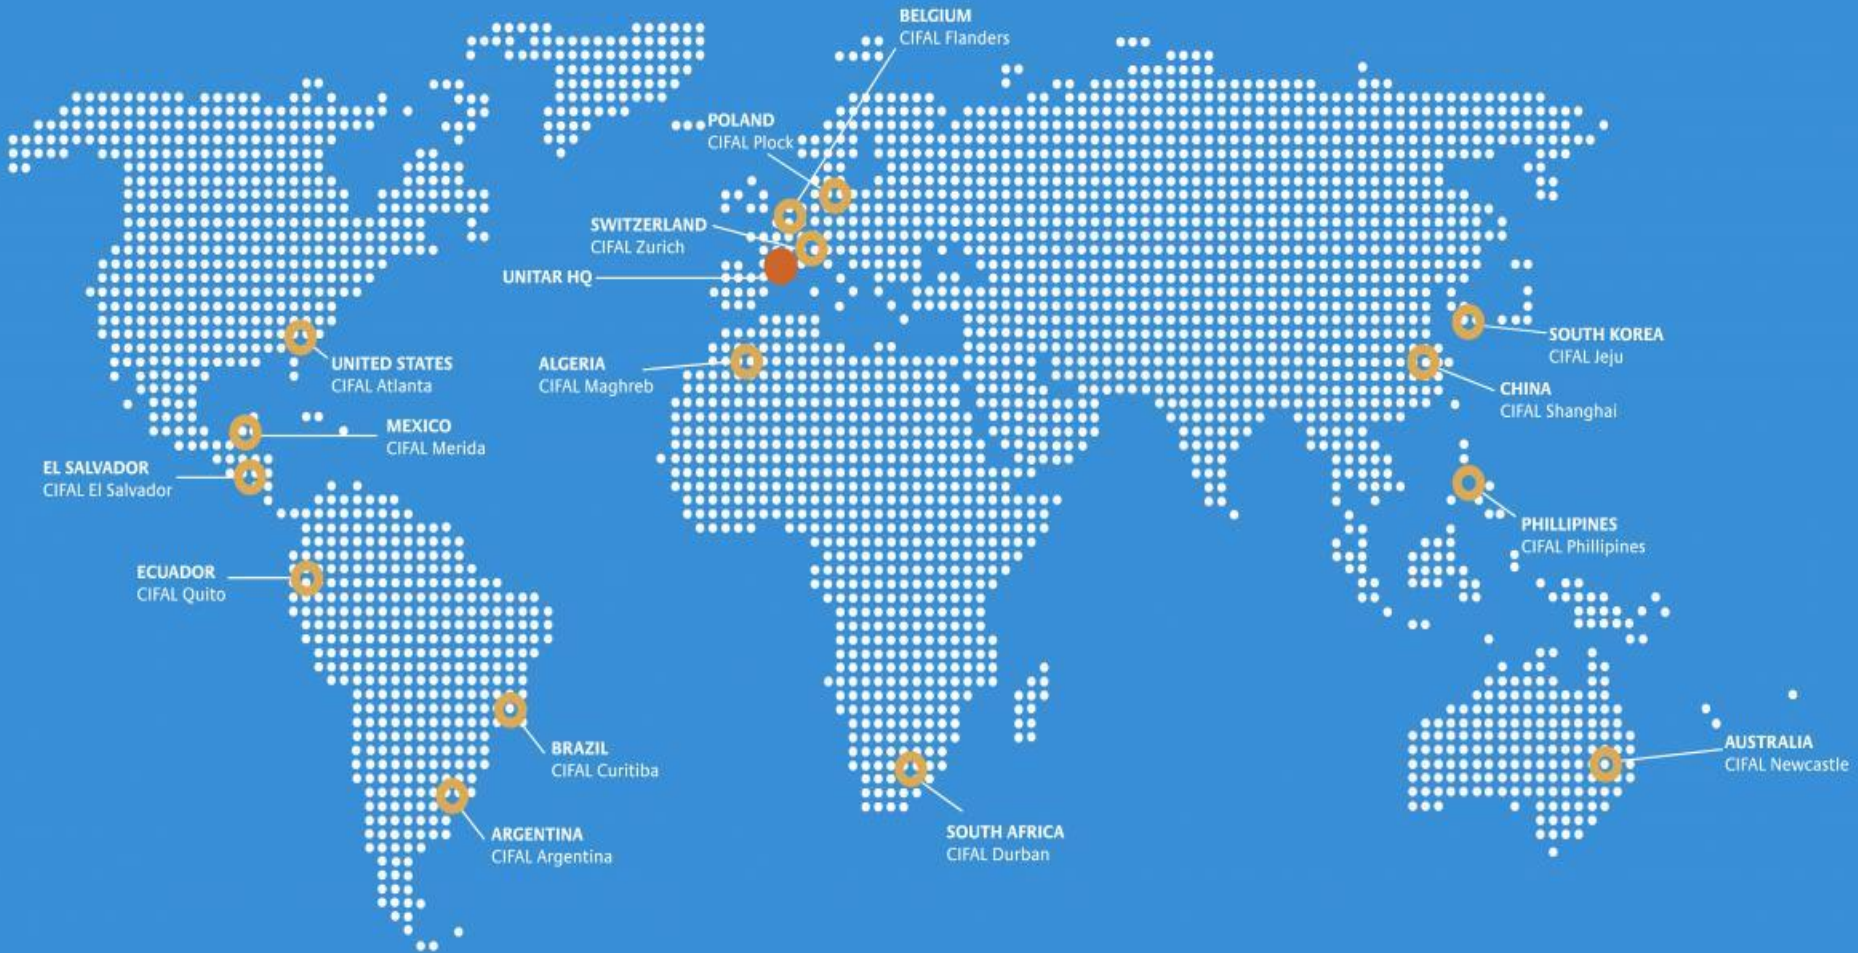 BELGIUM
CIFAL Flanders
POLAND
CIFAL Plock
SWITZERLAND
CIFAL Zurich
UNITAR HQ
SOUTH KOREA
CIFAL Jeju
UNITED STATES
CIFAL Atlanta
ALGERIA
CIFAL Maghreb
CHINA
CIFAL Shanghai
MEXICO
CIFAL Merida
EL SALVADOR
CIFAL El Salvador
PHILLIPINES
CIFAL Phillipines
ECUADOR
CIFAL Quito
BRAZIL
CIFAL Curitiba
AUSTRALIA
CIFAL Newcastle
ARGENTINA
CIFAL Argentina
SOUTH AFRICA
CIFAL Durban